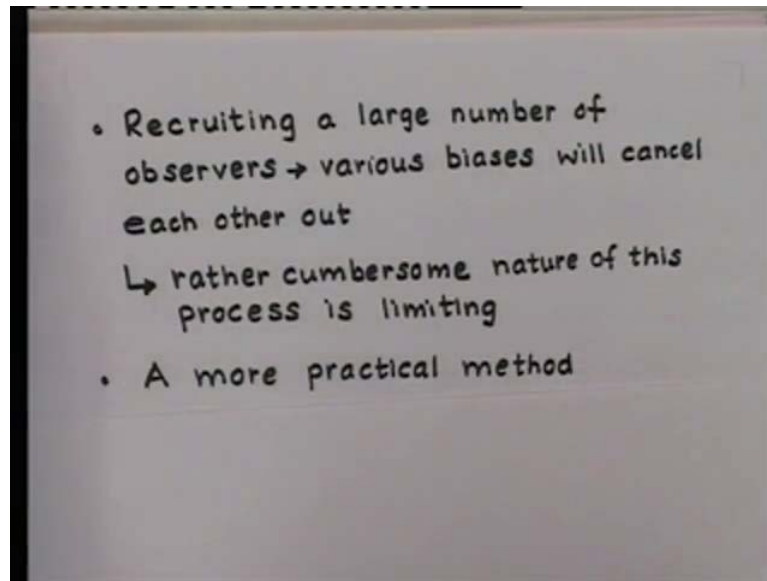 • Recruiting a large number of
observers → various biases will cancel
each other out
↳ rather cumbersome nature of this
process is limiting
• A more practical method